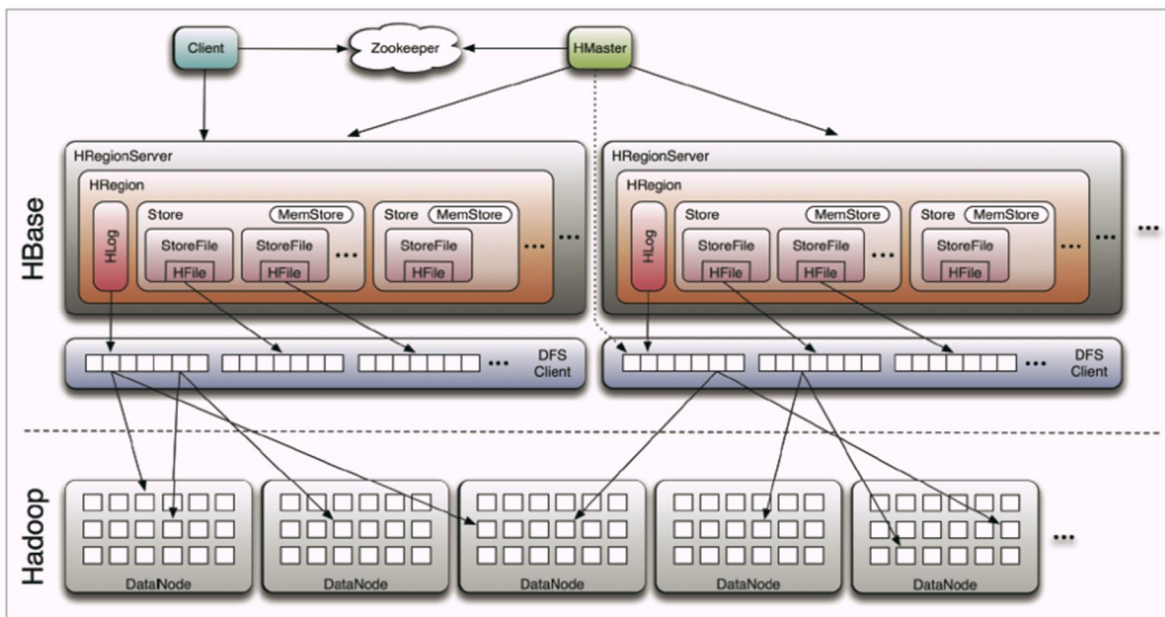 Client
Zookeeper
HMaster
HBase
HRegionServer
HRegion
HLog
Store
MemStore
StoreFile
HFile
StoreFile
HFile
...
Store
MemStore
StoreFile
HFile
...
...
HRegionServer
HRegion
HLog
Store
MemStore
StoreFile
HFile
StoreFile
HFile
...
Store
MemStore
StoreFile
HFile
...
...
...
...
DFS
Client
...
DFS
Client
Hadoop
DataNode
DataNode
DataNode
DataNode
DataNode
...